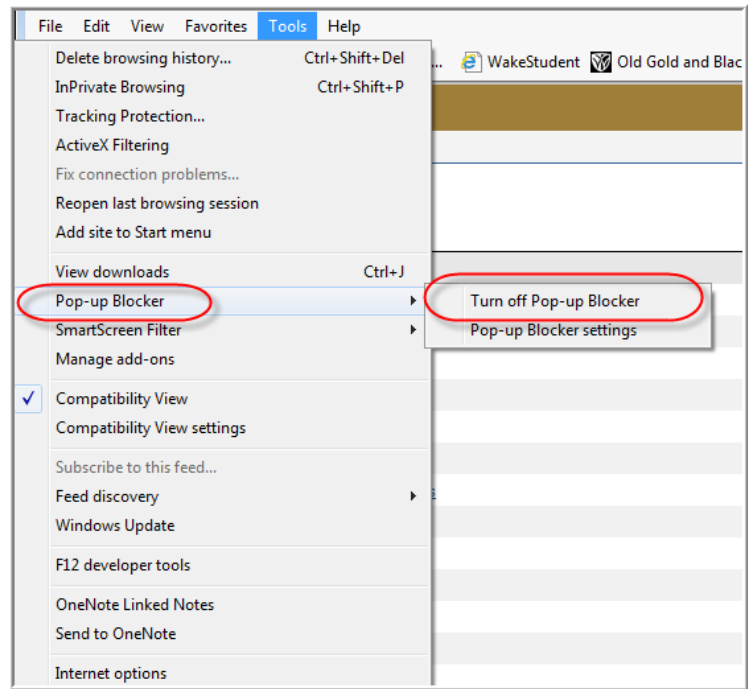 File Edit View Favorites Tools Help
Delete browsing history... Ctrl+Shift+Del
... WakeStudent Old Gold and Blac
InPrivate Browsing Ctrl+Shift+P
Tracking Protection...
ActiveX Filtering
Fix connection problems...
Reopen last browsing session
Add site to Start menu
View downloads Ctrl+J
Pop-up Blocker
Turn off Pop-up Blocker
SmartScreen Filter
Pop-up Blocker settings
Manage add-ons
Compatibility View
Compatibility View settings
Subscribe to this feed...
Feed discovery
s
Windows Update
F12 developer tools
OneNote Linked Notes
Send to OneNote
Internet options